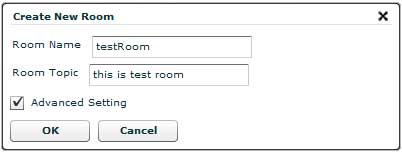 Create New Room
Room Name testRoom
Room Topic this is test room
Advanced Setting
OK Cancel